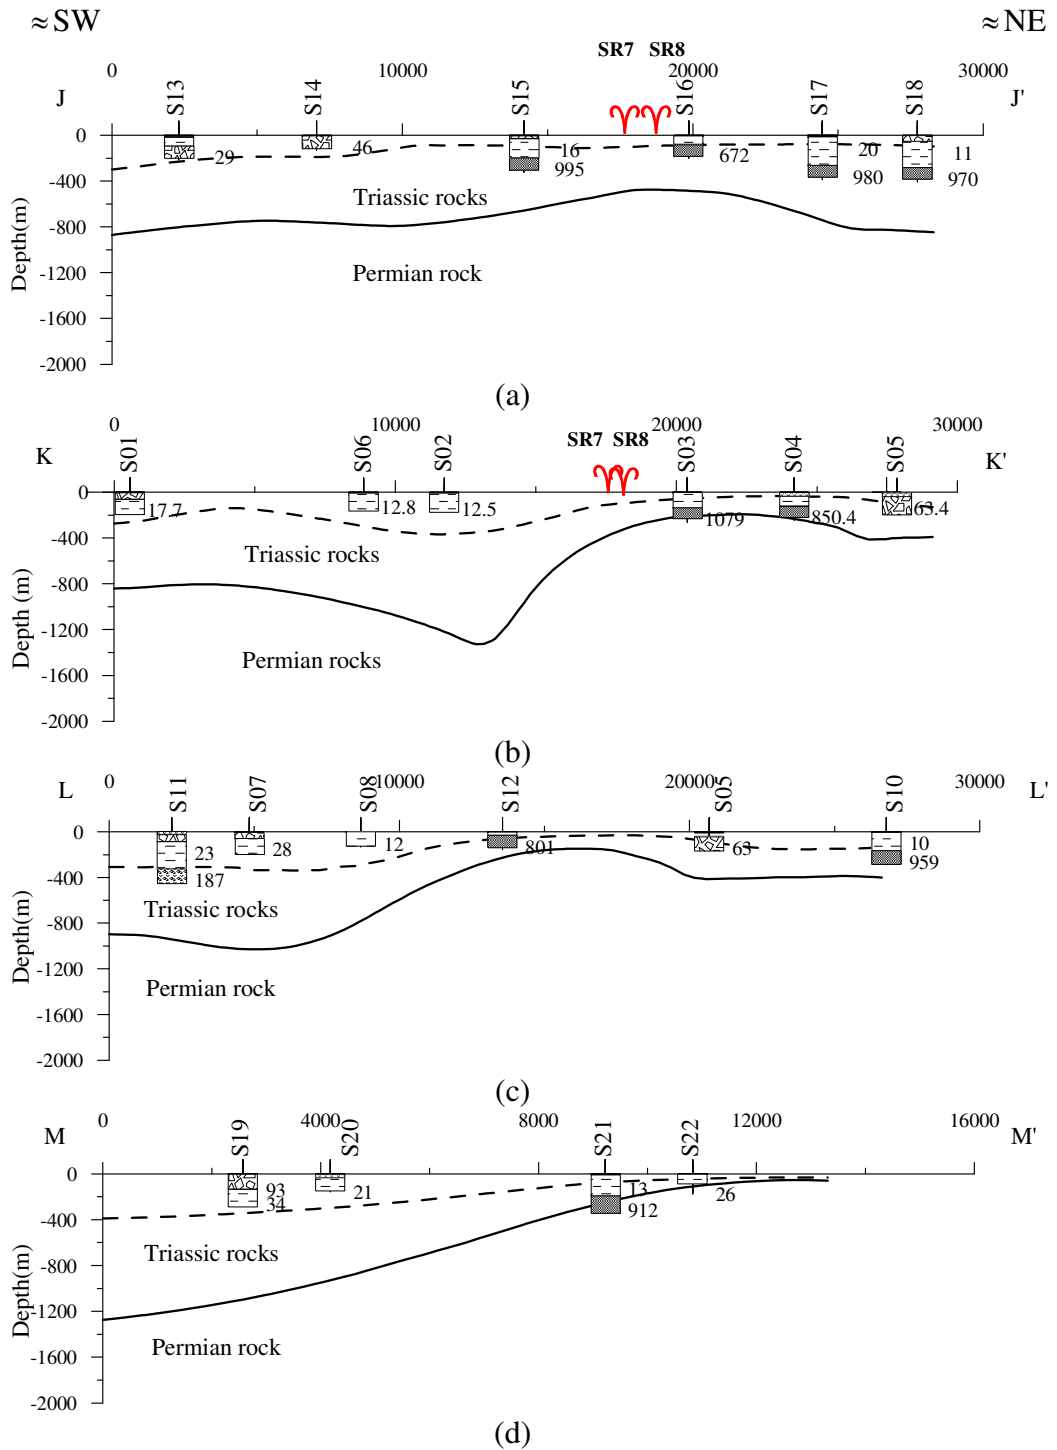 ≈SW ≈NE
SR7 SR8
0 10000 20000 30000
J S13 S14 S15 S16 S17 S18 J'
0
-400
-800
-1200
-1600
-2000
Depth(m)
29 46 16 995 672 20 980 11 970
Triassic rocks
Permian rock
(a)
0 10000 20000 30000
SR7 SR8
K S01 S06 S02 S03 S04 S05 K'
0
-400
-800
-1200
-1600
-2000
Depth (m)
17.7 12.8 12.5 1079 850.4 63.4
Triassic rocks
Permian rocks
(b)
0 10000 20000 30000
L S11 S07 S08 S12 S05 S10 L'
0
-400
-800
-1200
-1600
-2000
Depth(m)
23 187 28 12 801 63 10 959
Triassic rocks
Permian rock
(c)
0 4000 8000 12000 16000
M S19 S20 S21 S22 M'
0
-400
-800
-1200
-1600
-2000
Depth(m)
93 34 21 13 912 26
Triassic rocks
Permian rock
(d)